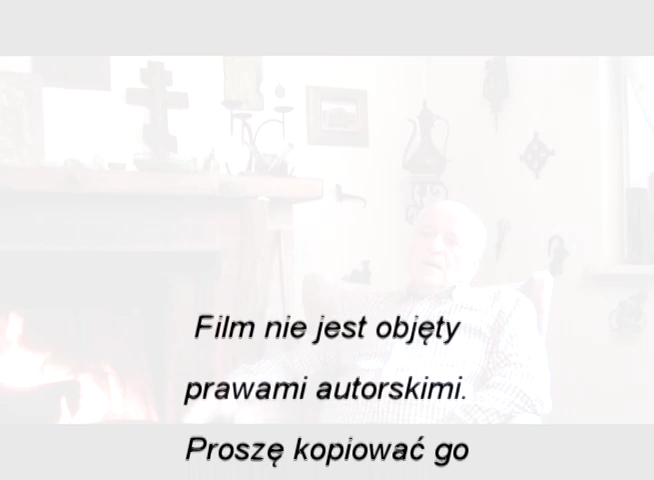 Film nie jest objęty
prawami autorskimi.
Proszę kopiować go